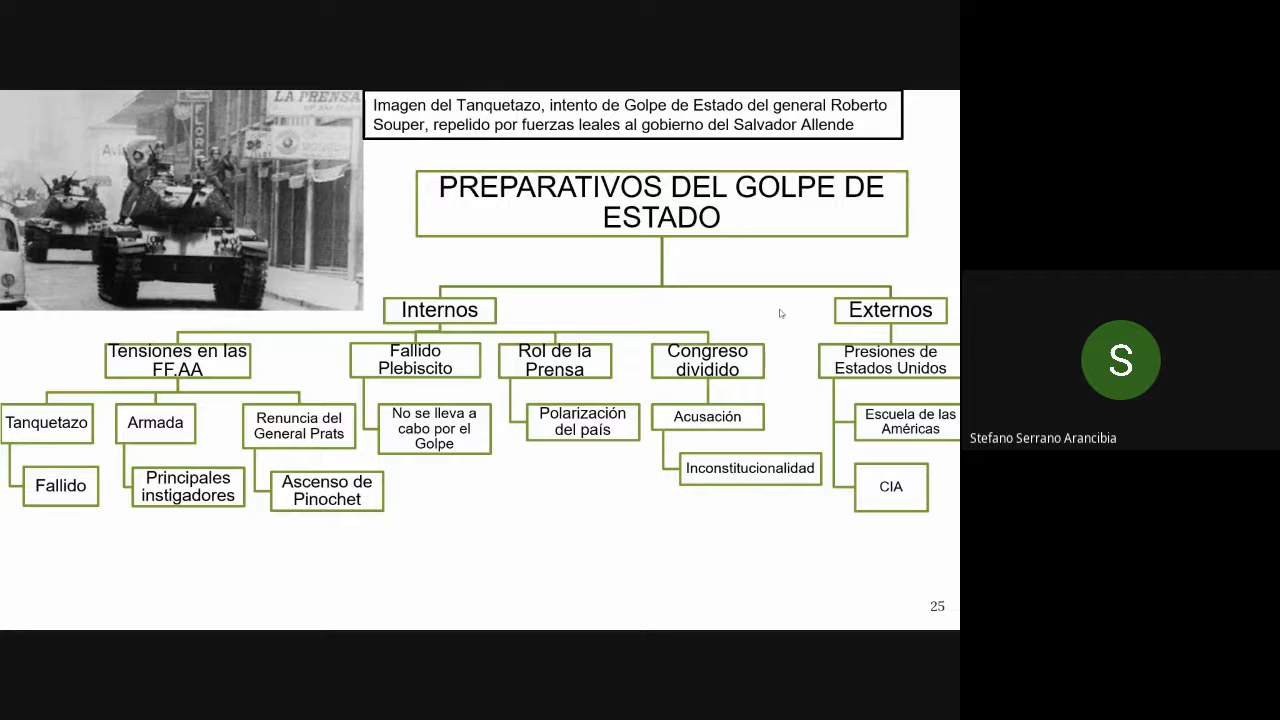 LA PRENSA
Imagen del Tanquetazo, intento de Golpe de Estado del general Roberto
Souper, repelido por fuerzas leales al gobierno del Salvador Allende
PREPARATIVOS DEL GOLPE DE
ESTADO
Internos
Externos
Tensiones en las
FF.AA
Fallido
Plebiscito
Rol de la
Prensa
Congreso
dividido
Presiones de
Estados Unidos
Tanquetazo
Armada
Renuncia del
General Prats
No se lleva a
cabo por el
Golpe
Polarización
del país
Acusación
Escuela de las
Américas
Fallido
Principales
instigadores
Ascenso de
Pinochet
Inconstitucionalidad
CIA
25
S
Stefano Serrano Arancibia